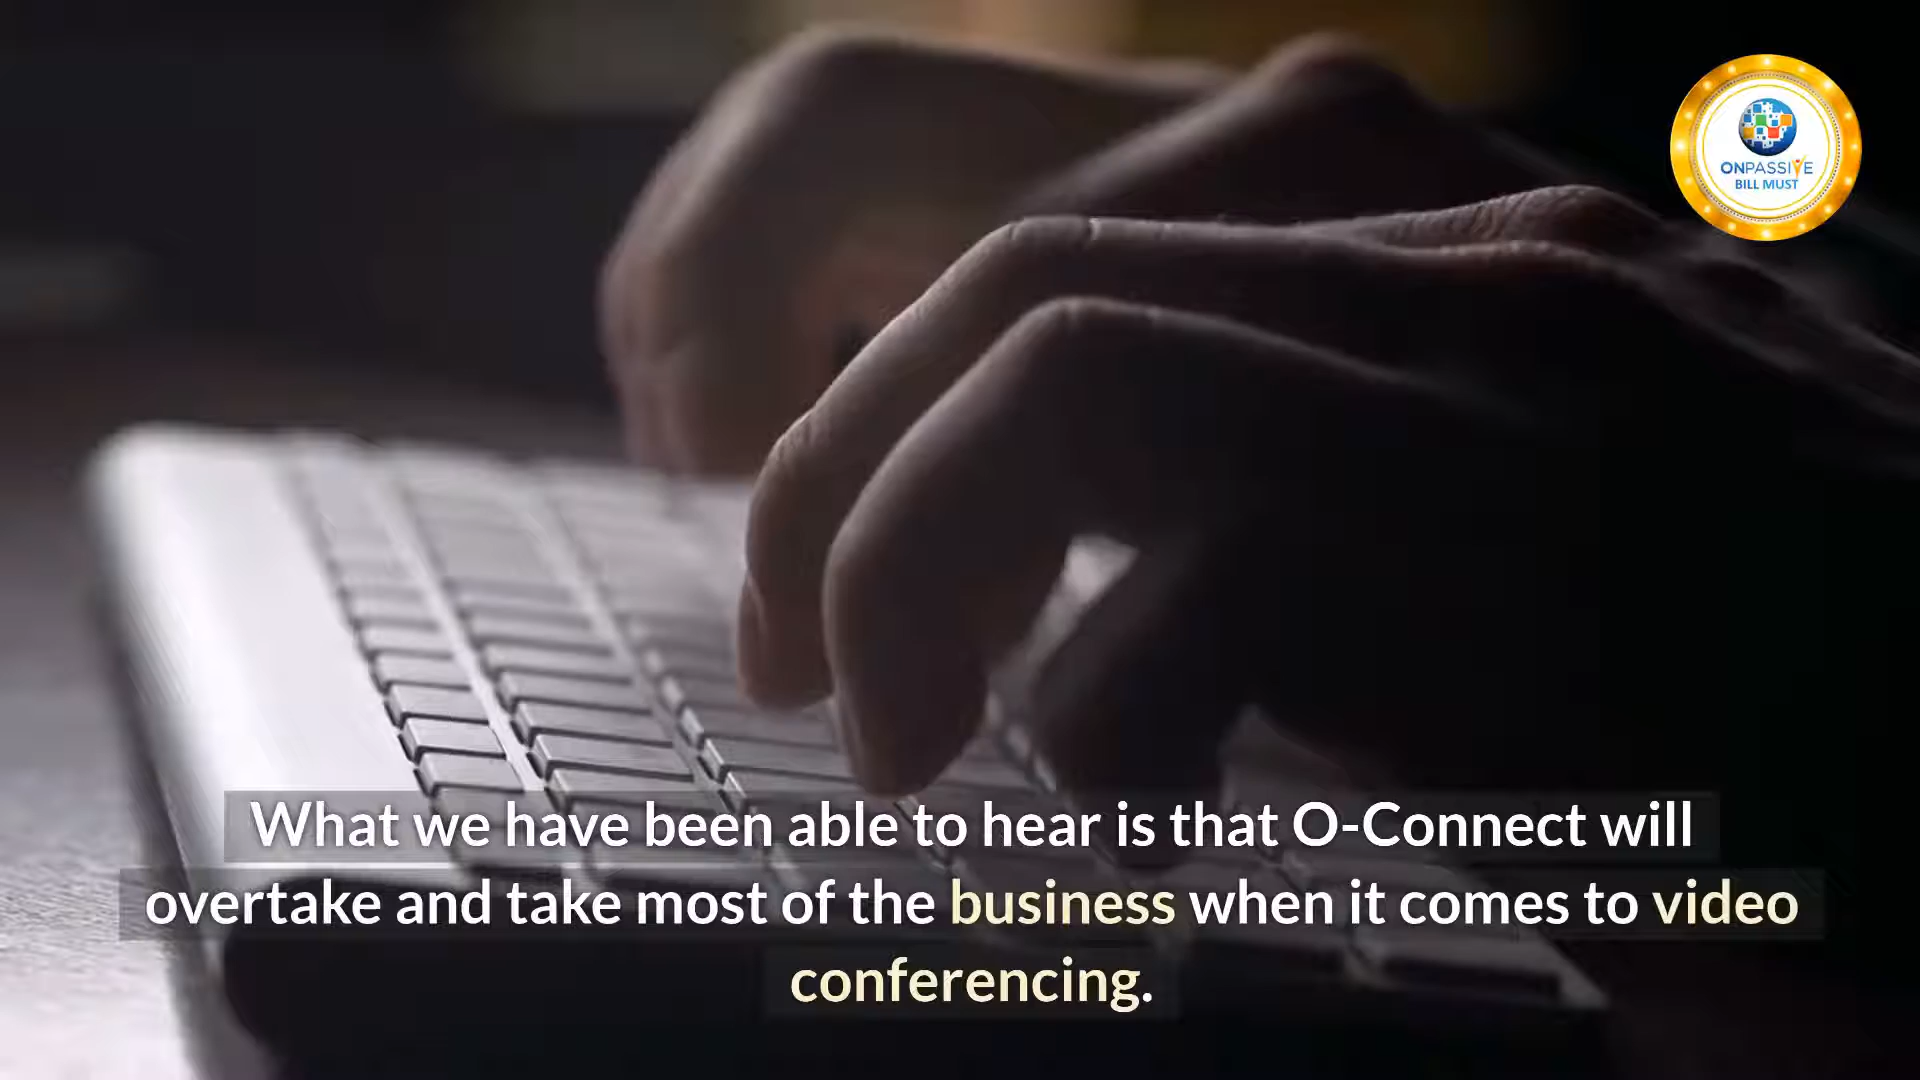 ONPASSIVE
BILL MUST
What we have been able to hear is that O-Connect will
overtake and take most of the business when it comes to video
conferencing.